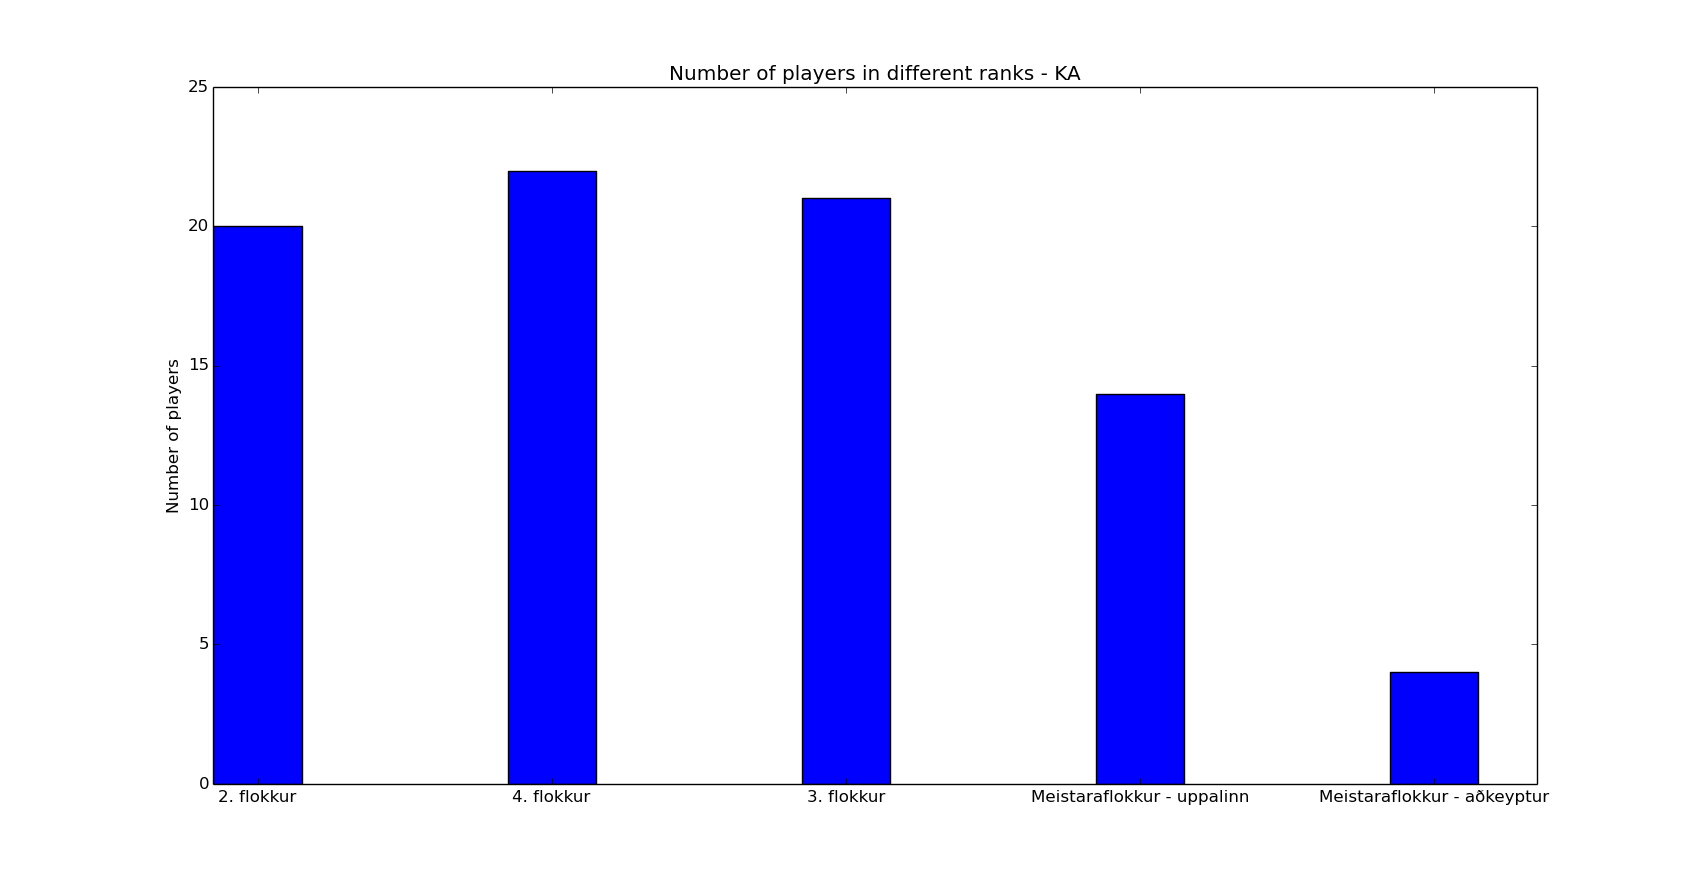 Number of players in different ranks - KA
25
20
15
10
5
0
Number of players
2. flokkur
4. flokkur
3. flokkur
Meistaraflokkur - uppalinn
Meistaraflokkur - aðkeyptur